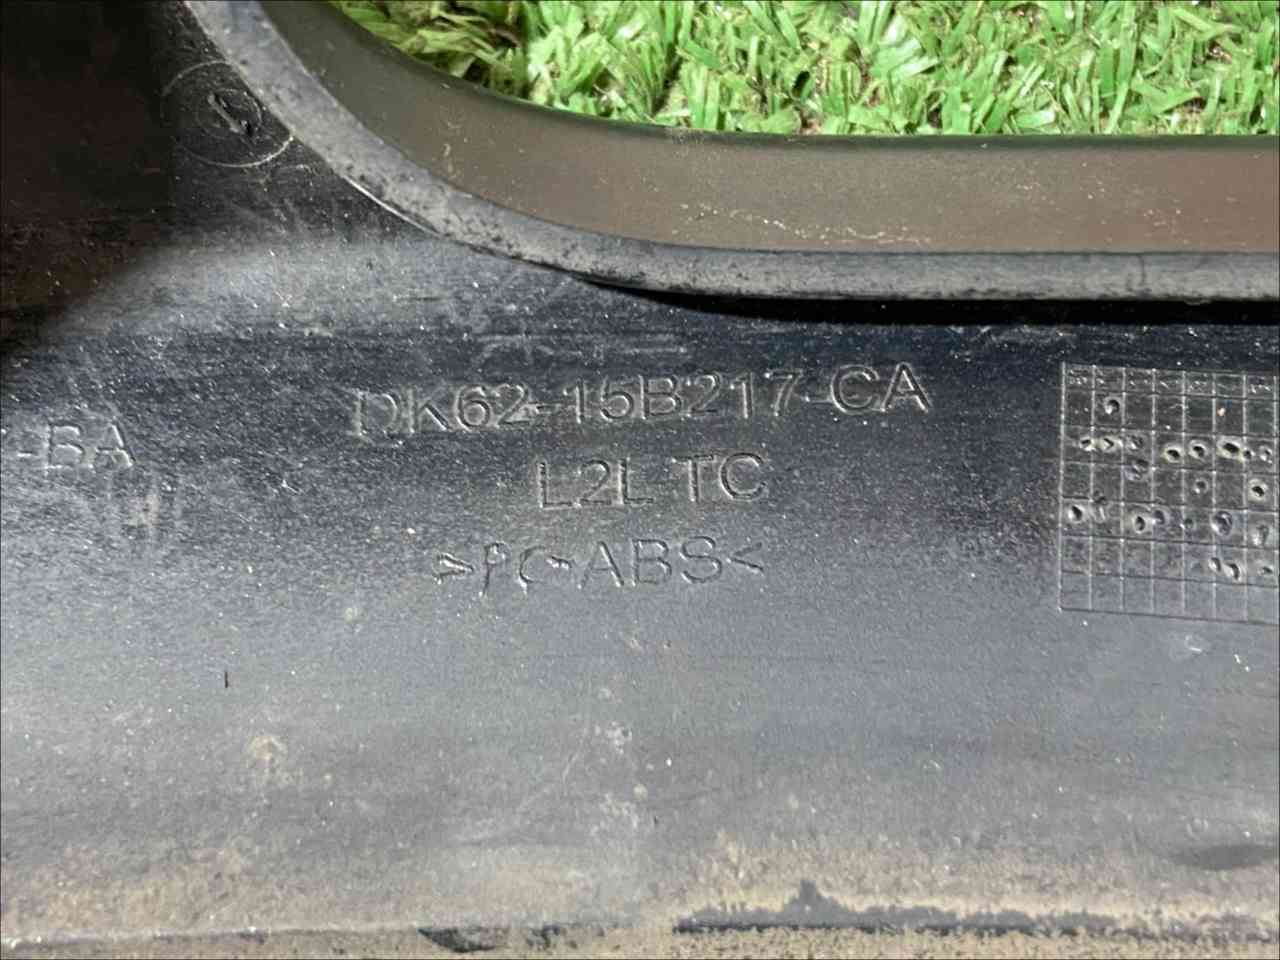 -BA
DK62-15B217-CA
L2L TC
>PC-ABS<